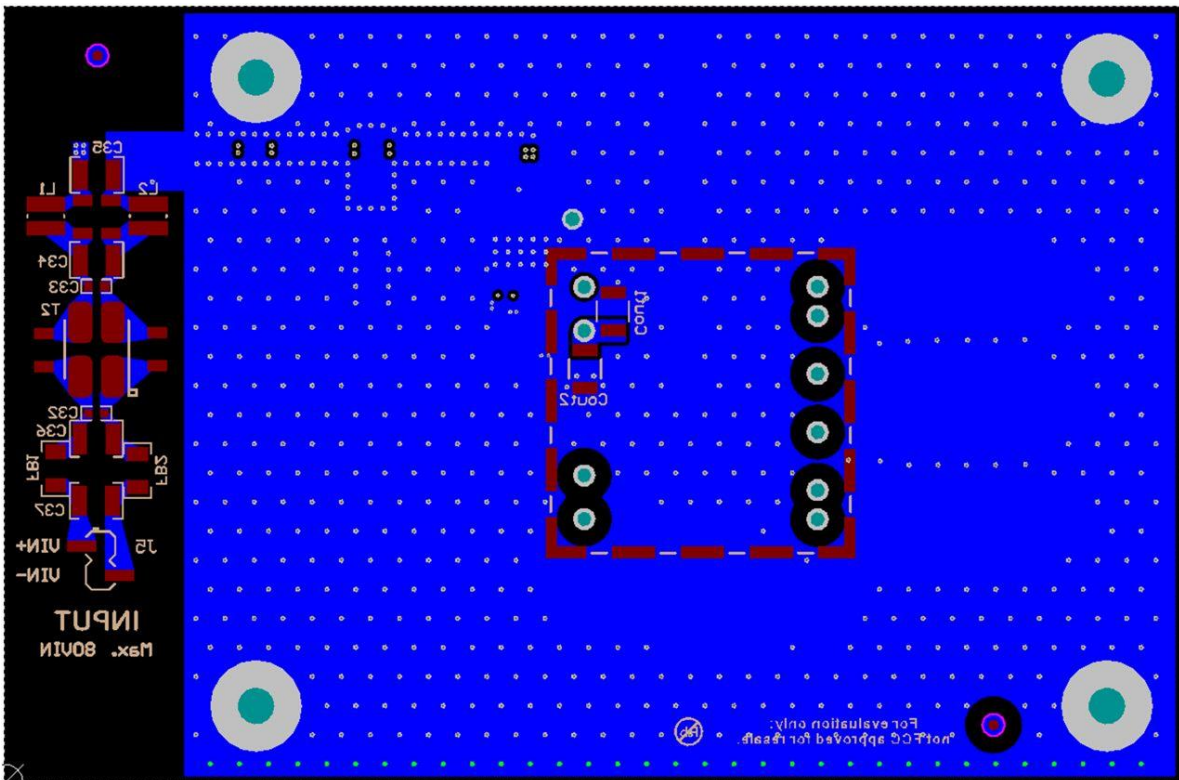 C35
L1
L2
C34
C33
T2
C32
C36
FB1
FB2
C37
VIN+
J5
VIN-
INPUT
Max. 80VIN
Cout1
Cout2
Pb
For evaluation only;
not FCC approved for resale.